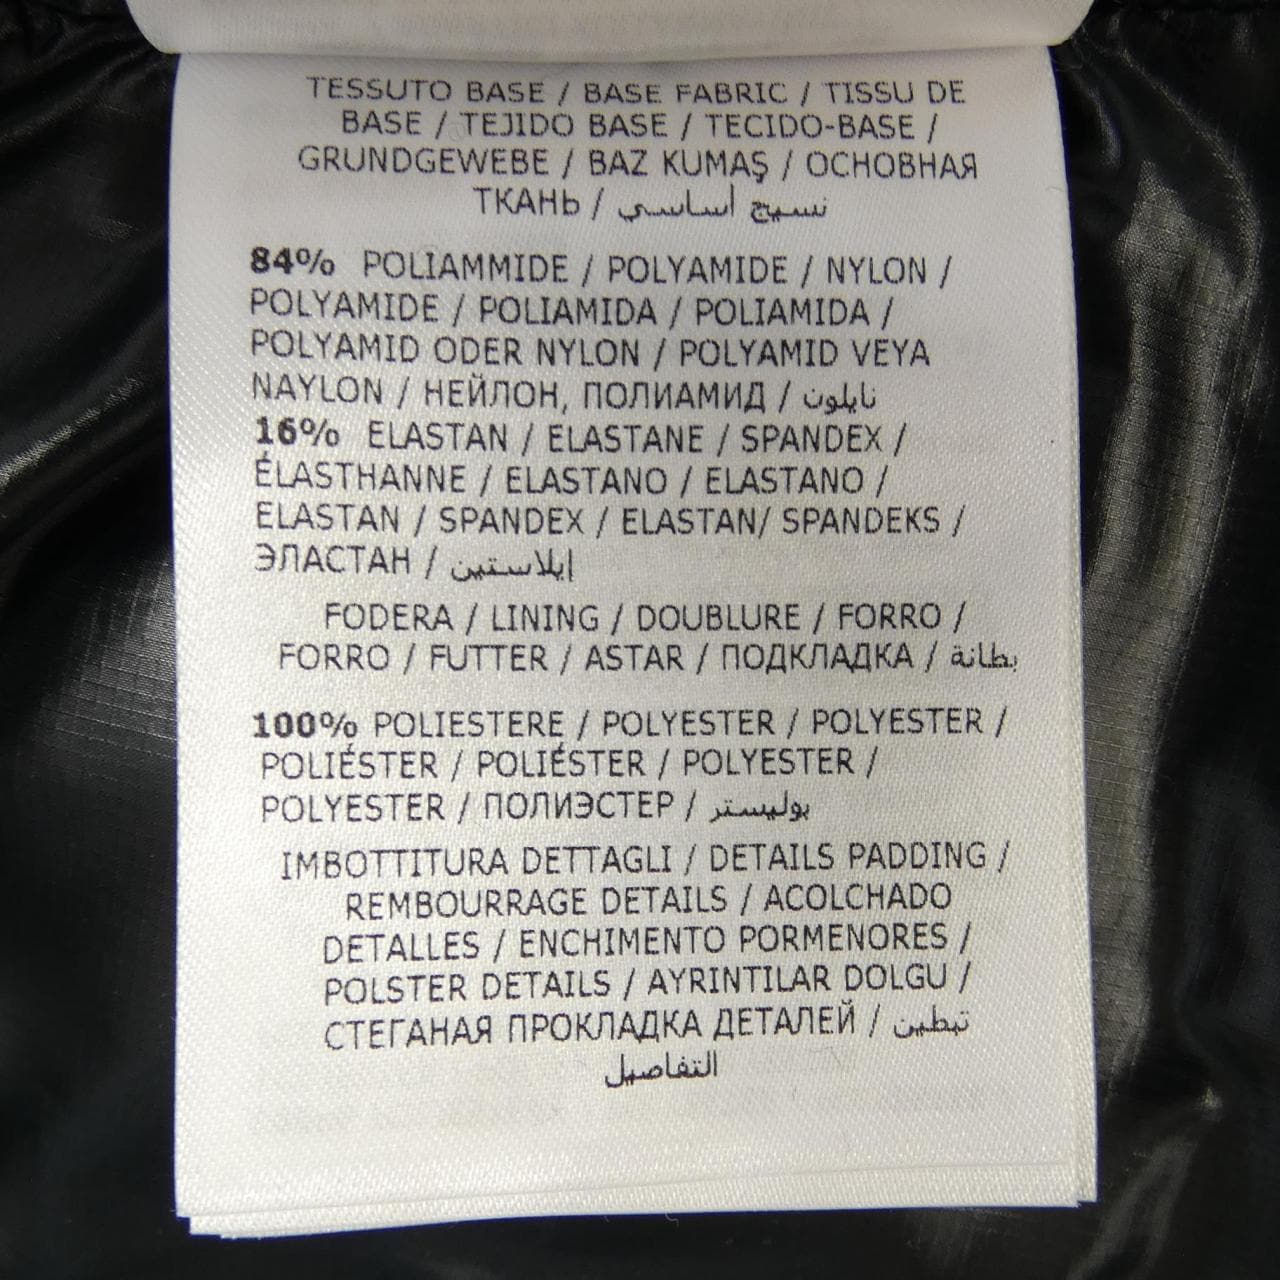 TESSUTO BASE / BASE FABRIC / TISSU DE
BASE / TEJIDO BASE / TECIDO-BASE /
GRUNDGEWEBE / BAZ KUMAŞ / ОСНОВНАЯ
ТКАНЬ / نسيج أساسي
84% POLIAMMIDE / POLYAMIDE / NYLON /
POLYAMIDE / POLIAMIDA / POLIAMIDA /
POLYAMID ODER NYLON / POLYAMID VEYA
NAYLON / НЕЙЛОН, ПОЛИАМИД / نايلون
16% ELASTAN / ELASTANE / SPANDEX /
ÉLASTHANNE / ELASTANO / ELASTANO /
ELASTAN / SPANDEX / ELASTAN/ SPANDEKS /
ЭЛАСТАН / إيلاستين
FODERA / LINING / DOUBLURE / FORRO /
FORRO / FUTTER / ASTAR / ПОДКЛАДКА / بطانة
100% POLIESTERE / POLYESTER / POLYESTER /
POLIÉSTER / POLIÉSTER / POLYESTER /
POLYESTER / ПОЛИЭСТЕР / بوليستر
IMBOTTITURA DETTAGLI / DETAILS PADDING /
REMBOURRAGE DETAILS / ACOLCHADO
DETALLES / ENCHIMENTO PORMENORES /
POLSTER DETAILS / AYRINTILAR DOLGU /
СТЕГАНАЯ ПРОКЛАДКА ДЕТАЛЕЙ / تبطين
التفاصيل